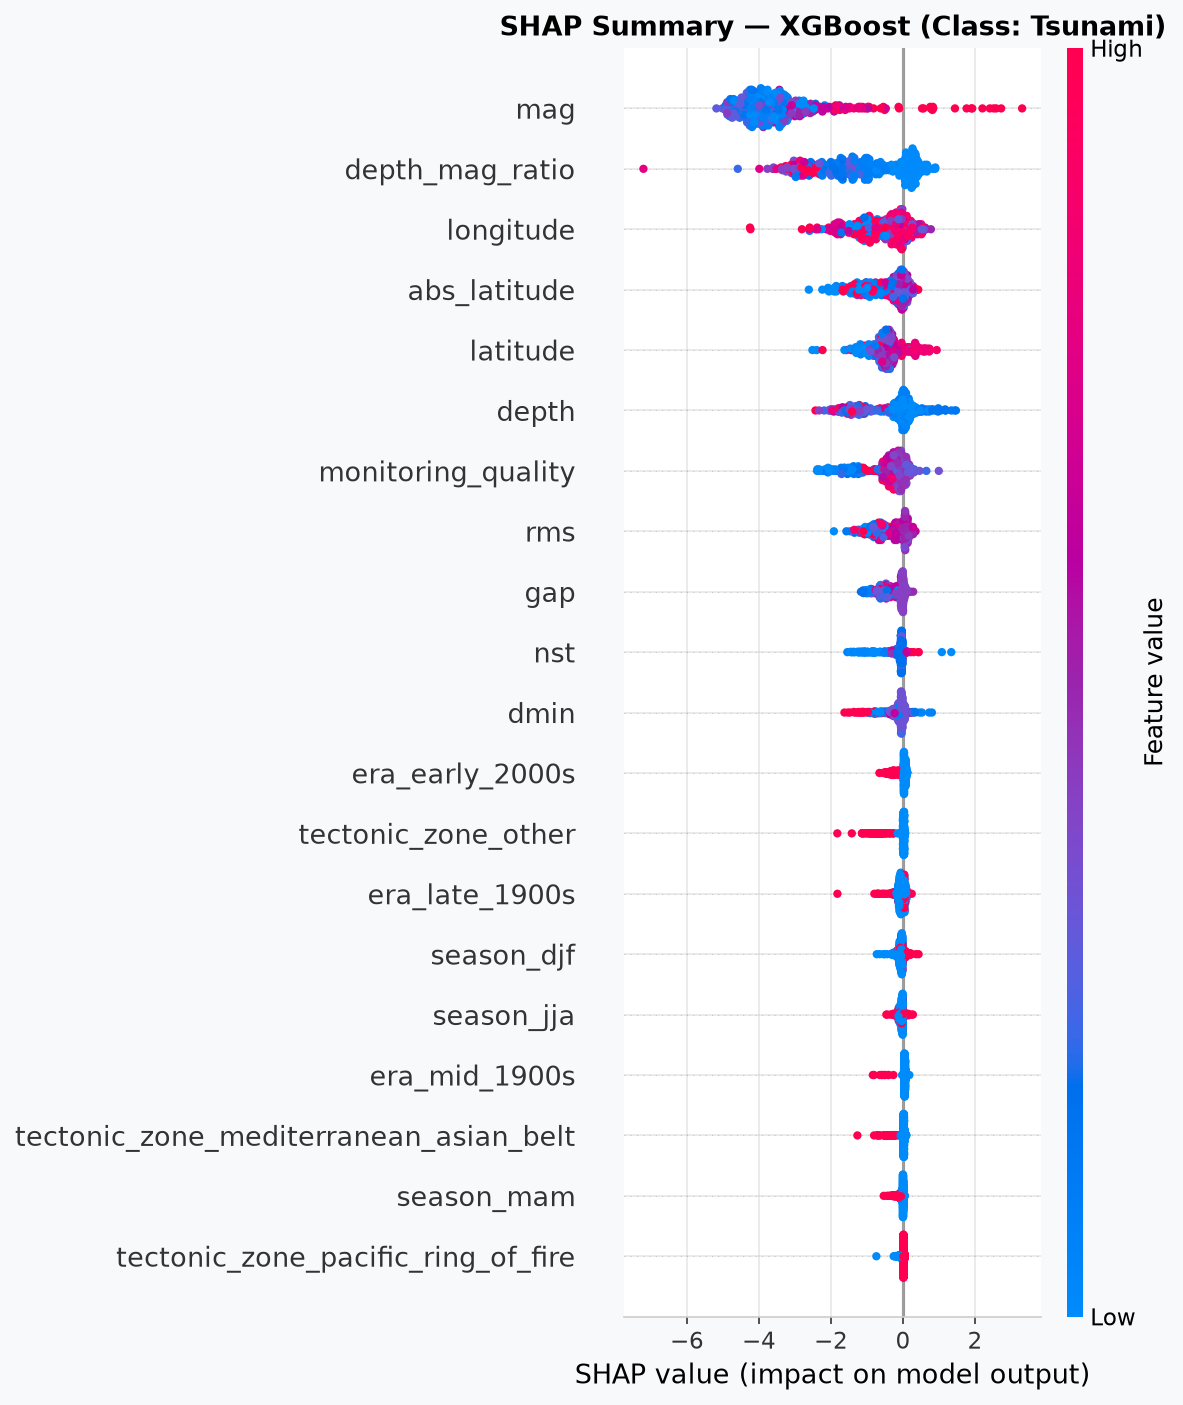 SHAP Summary — XGBoost (Class: Tsunami)
High
mag
depth_mag_ratio
longitude
abs_latitude
latitude
depth
monitoring_quality
rms
gap
nst
dmin
era_early_2000s
tectonic_zone_other
era_late_1900s
season_djf
season_jja
era_mid_1900s
tectonic_zone_mediterranean_asian_belt
season_mam
tectonic_zone_pacific_ring_of_fire
Feature value
Low
−6 −4 −2 0 2
SHAP value (impact on model output)